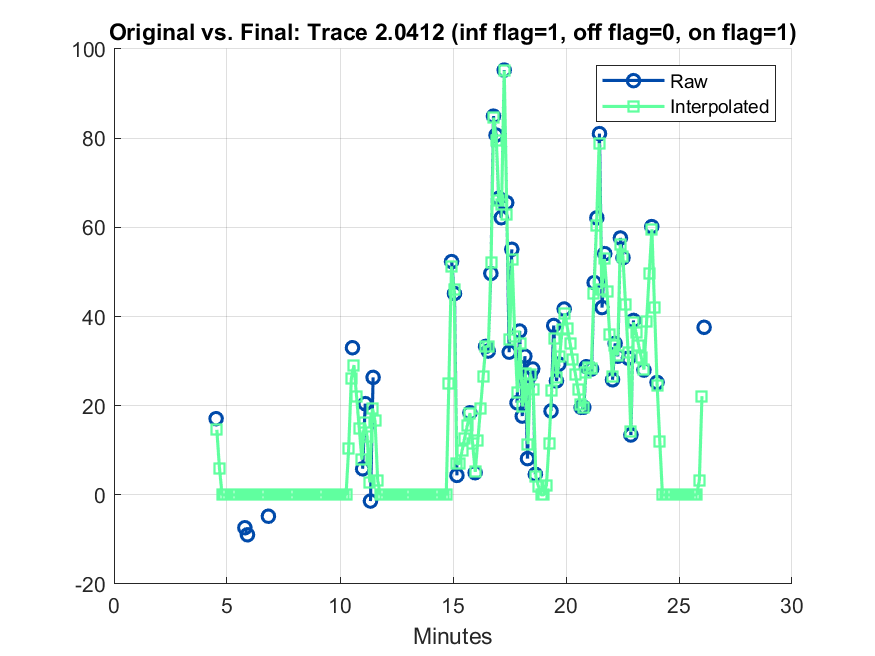 Original vs. Final: Trace 2.0412 (inf flag=1, off flag=0, on flag=1)
100
80
60
40
20
0
-20
0 5 10 15 20 25 30
Minutes
Raw
Interpolated